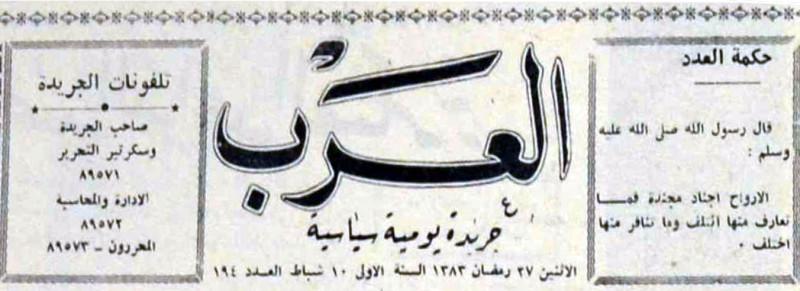 حكمة العدد
قال رسول الله صلى الله عليه
وسلم :
الارواح اجناد مجندة فمـا
تعارف منها ائتلف وما تنافر منها
اختلف .
العرب
جريدة يومية سياسية
الاثنين ٢٧ رمضان ١٣٨٣ السنة الاولى ١٠ شباط العدد ١٩٤
تلفونات الجريدة
صاحب الجريدة
وسكرتير التحرير
٨٩٥٧١
الادارة والمحاسبة
٨٩٥٧٢
المحررون - ٨٩٥٧٣